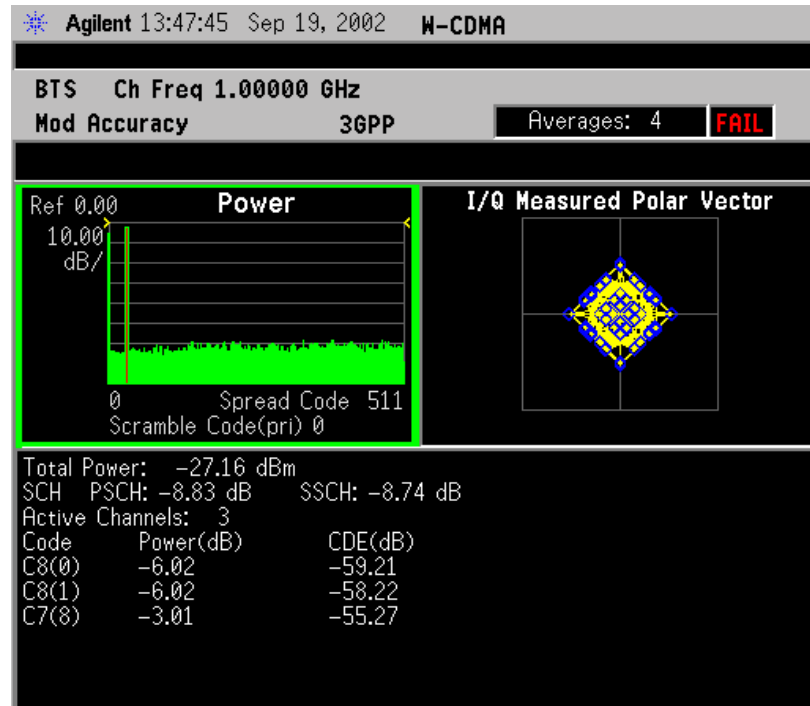 Agilent 13:47:45 Sep 19, 2002 W-CDMA
BTS Ch Freq 1.00000 GHz
Mod Accuracy 3GPP Averages: 4 FAIL
Ref 0.00 Power
10.00
dB/
0 Spread Code 511
Scramble Code(pri) 0
I/Q Measured Polar Vector
Total Power: -27.16 dBm
SCH PSCH: -8.83 dB SSCH: -8.74 dB
Active Channels: 3
Code Power(dB) CDE(dB)
C8(0) -6.02 -59.21
C8(1) -6.02 -58.22
C7(8) -3.01 -55.27